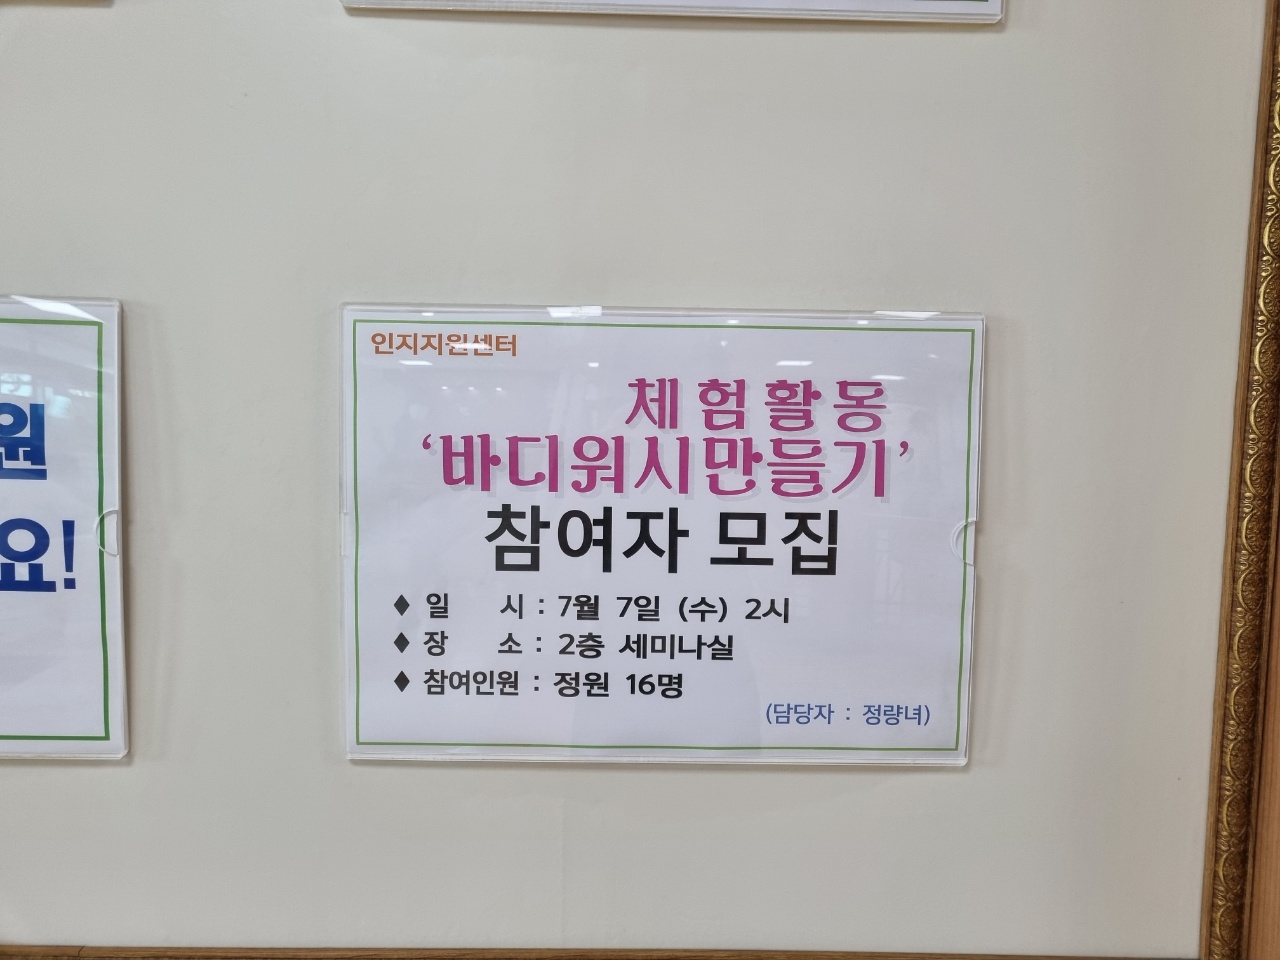 원
요!
인지지원센터
체험활동
‘바디워시만들기’
참여자 모집
♦ 일 시 : 7월 7일 (수) 2시
♦ 장 소 : 2층 세미나실
♦ 참여인원 : 정원 16명
(담당자 : 정량녀)